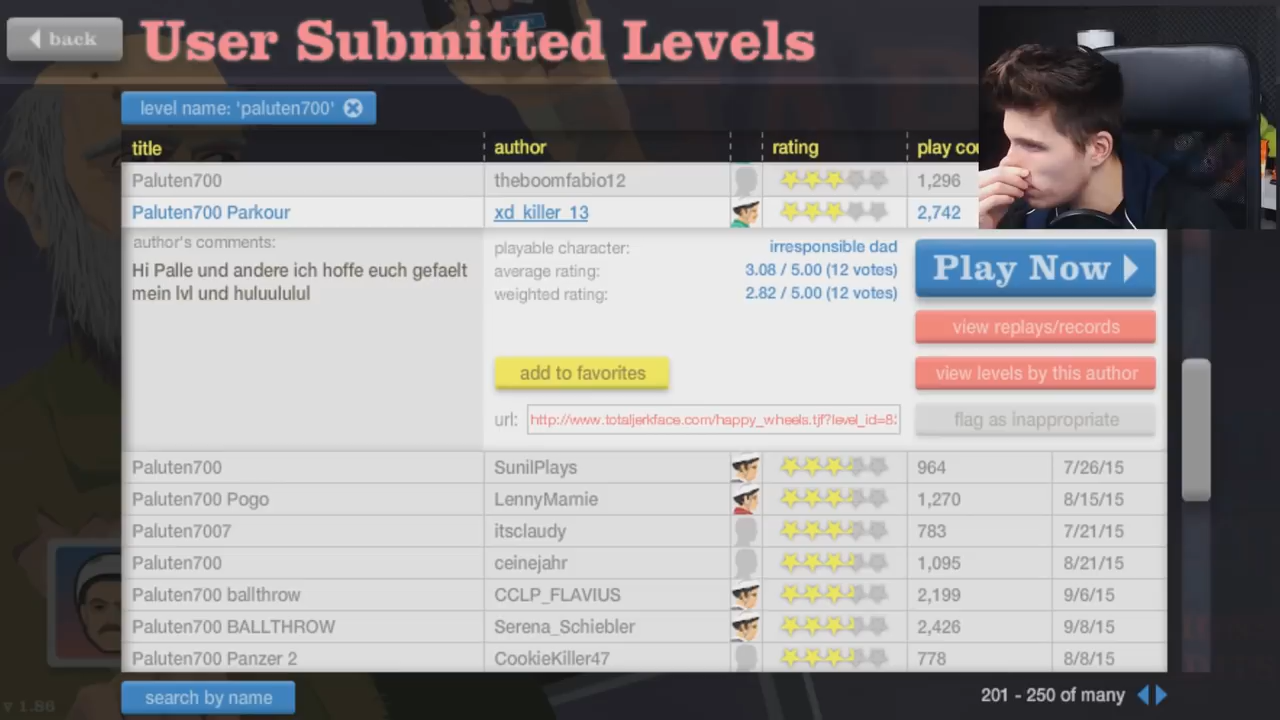 back
User Submitted Levels
level name: 'paluten700'
title author rating play cou
Paluten700 theboomfabio12 1,296
Paluten700 Parkour xd_killer_13 2,742
author's comments:
Hi Palle und andere ich hoffe euch gefaelt
mein lvl und huluululul
playable character: irresponsible dad
average rating: 3.08 / 5.00 (12 votes)
weighted rating: 2.82 / 5.00 (12 votes)
add to favorites
url: http://www.totaljerkface.com/happy_wheels.tjf?level_id=8
Play Now
view replays/records
view levels by this author
flag as inappropriate
Paluten700 SunilPlays 964 7/26/15
Paluten700 Pogo LennyMamie 1,270 8/15/15
Paluten7007 itsclaudy 783 7/21/15
Paluten700 ceinejahr 1,095 8/21/15
Paluten700 ballthrow CCLP_FLAVIUS 2,199 9/6/15
Paluten700 BALLTHROW Serena_Schiebler 2,426 9/8/15
Paluten700 Panzer 2 CookieKiller47 778 8/8/15
search by name
201 - 250 of many
v 1.86